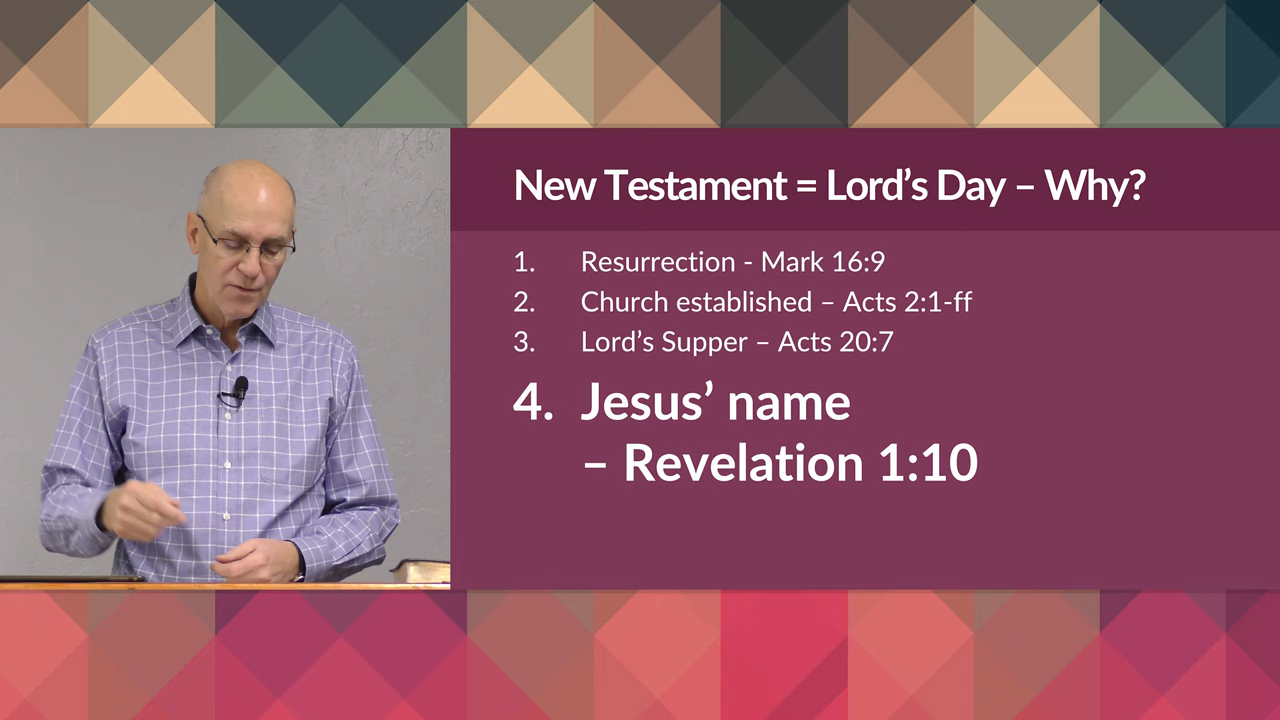 New Testament = Lord’s Day – Why?
1. Resurrection - Mark 16:9
2. Church established – Acts 2:1-ff
3. Lord’s Supper – Acts 20:7
4. Jesus’ name
– Revelation 1:10